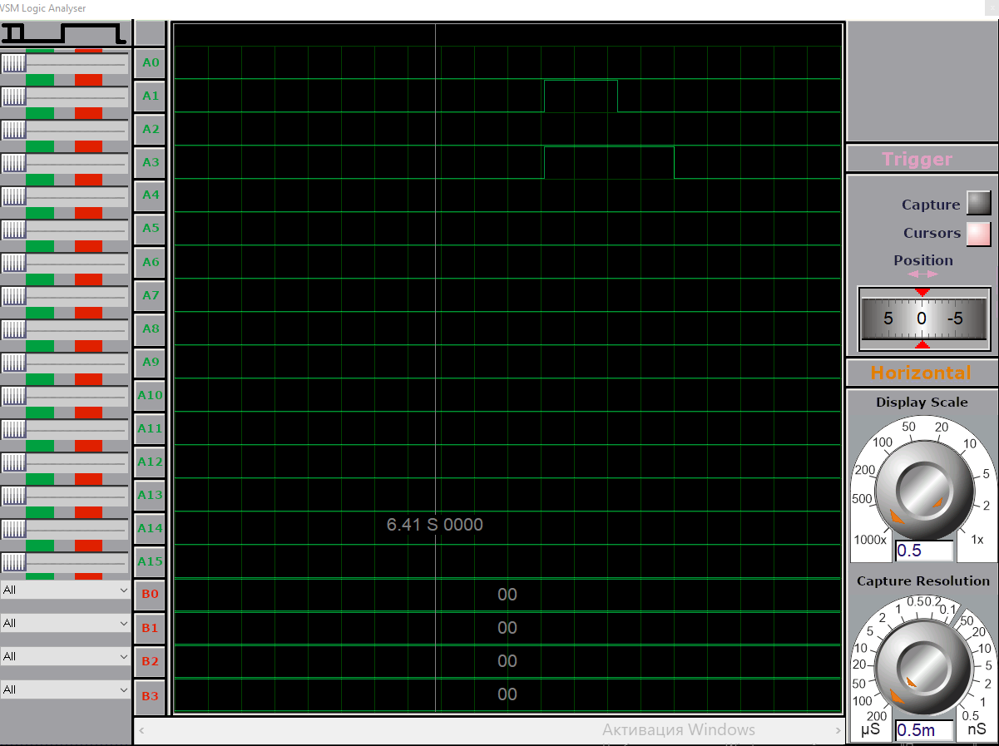 VSM Logic Analyser
A0
A1
A2
A3
A4
A5
A6
A7
A8
A9
A10
A11
A12
A13
A14
A15
B0
B1
B2
B3
All
All
All
All
6.41 S 0000
00
00
00
00
Активация Windows
Trigger
Capture
Cursors
Position
5 0 -5
Horizontal
Display Scale
1000x 500 200 100 50 20 10 5 2 1x
0.5
Capture Resolution
200 100 50 20 10 5 2 1 0.5 0.2 0.1 50 20 10 5 2 1 0.5
µS nS
0.5m